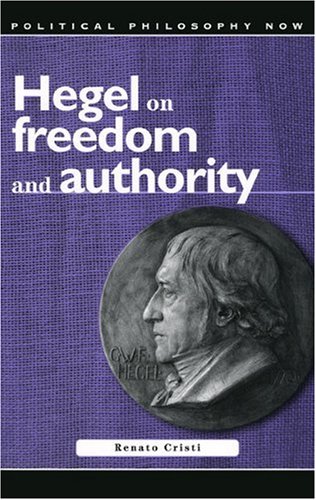 POLITICAL PHILOSOPHY NOW
Hegel on
freedom
and authority
G.W.F.
HEGEL
Renato Cristi